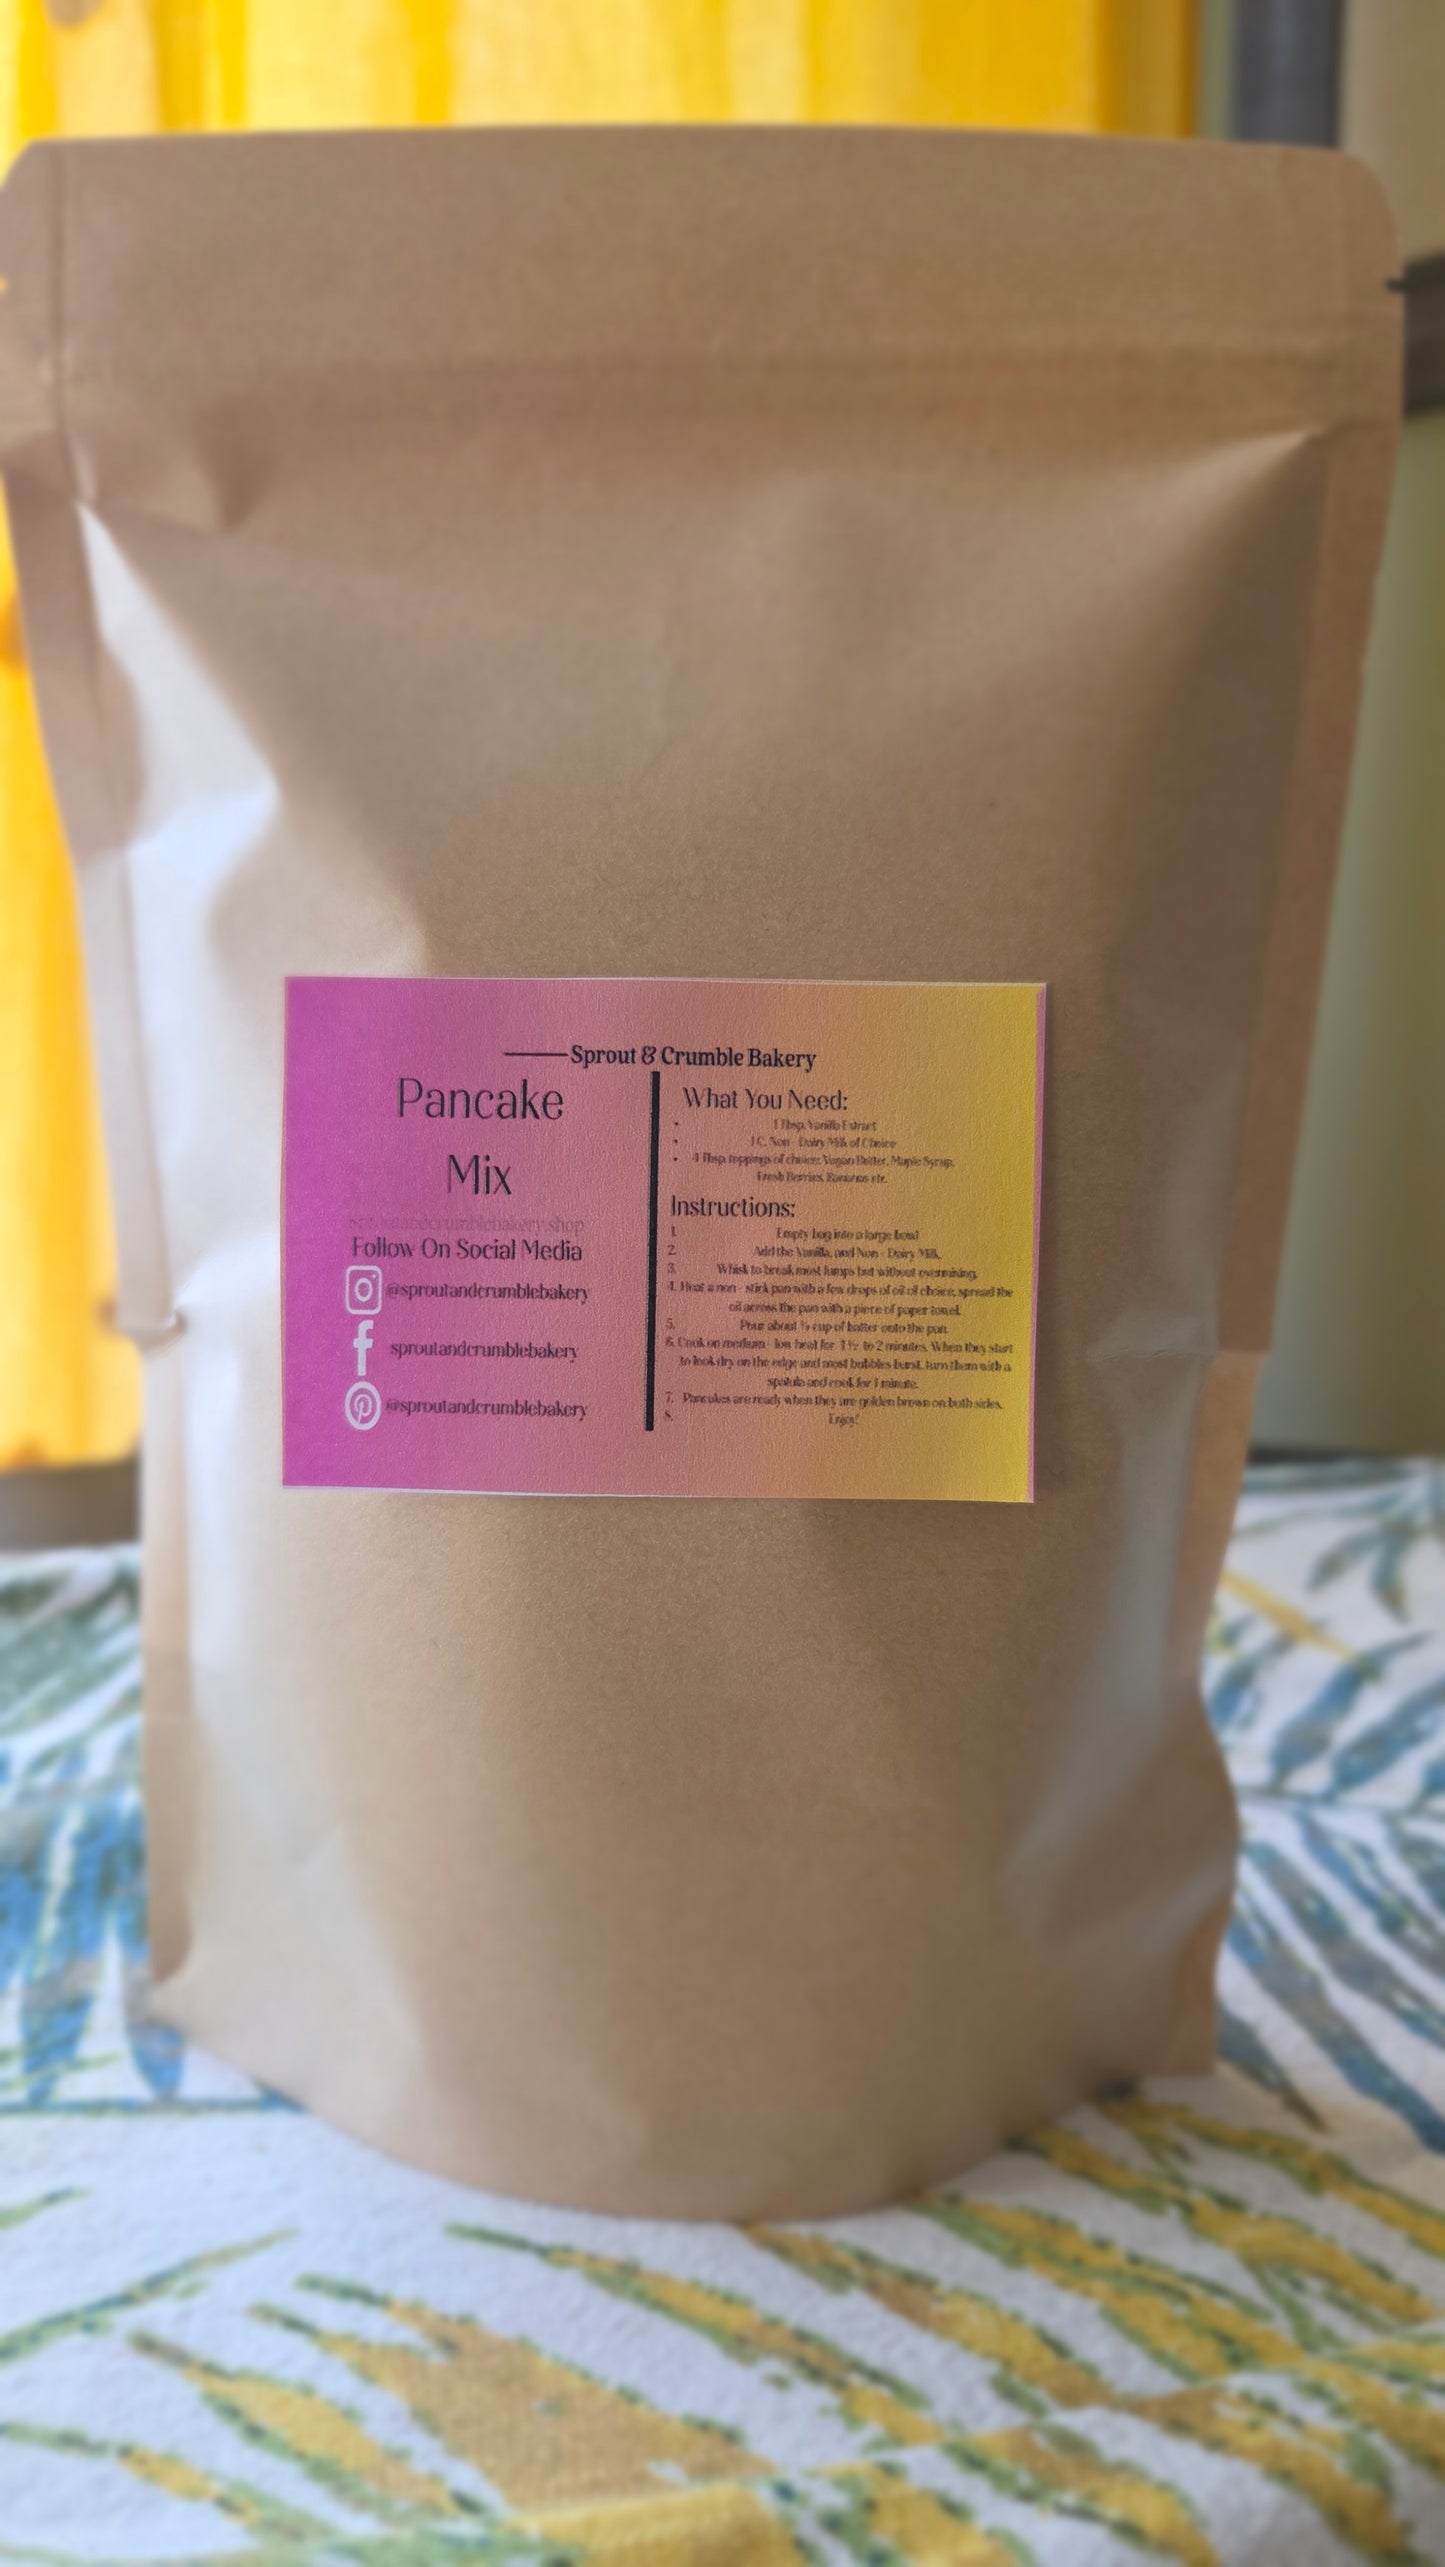 Sprout & Crumble Bakery
Pancake
Mix
sproutandcrumblebakery.shop
Follow On Social Media
@sproutandcrumblebakery
sproutandcrumblebakery
@sproutandcrumblebakery
What You Need:
• 1 Tbsp. Vanilla Extract
• 1 C. Non - Dairy Milk of Choice
• 4 Tbsp. toppings of choice: Vegan Butter, Maple Syrup,
Fresh Berries, Bananas etc.
Instructions:
1. Empty bag into a large bowl
2. Add the Vanilla, and Non - Dairy Milk.
3. Whisk to break most lumps but without overmixing.
4. Heat a non - stick pan with a few drops of oil of choice, spread the
oil across the pan with a piece of paper towel.
5. Pour about cup of batter onto the pan.
6. Cook on medium - low heat for 1 ½ to 2 minutes. When they start
to look dry on the edge and most bubbles burst, turn them with a
spatula and cook for 1 minute.
7. Pancakes are ready when they are golden brown on both sides.
8. Enjoy!